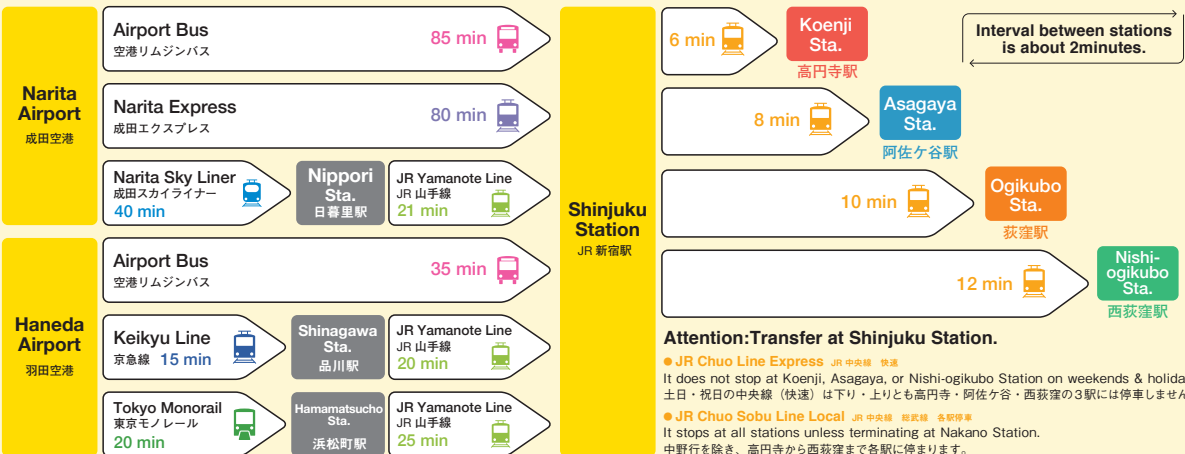 Narita
Airport
成田空港
Airport Bus
空港リムジンバス
85 min
Narita Express
成田エクスプレス
80 min
Narita Sky Liner
成田スカイライナー
40 min
Nippori
Sta.
日暮里駅
JR Yamanote Line
JR 山手線
21 min
Haneda
Airport
羽田空港
Airport Bus
空港リムジンバス
35 min
Keikyu Line
京急線 15 min
Shinagawa
Sta.
品川駅
JR Yamanote Line
JR 山手線
20 min
Tokyo Monorail
東京モノレール
20 min
Hamamatsucho
Sta.
浜松町駅
JR Yamanote Line
JR 山手線
25 min
Shinjuku
Station
JR 新宿駅
6 min
Koenji
Sta.
高円寺駅
Interval between stations
is about 2minutes.
8 min
Asagaya
Sta.
阿佐ケ谷駅
10 min
Ogikubo
Sta.
荻窪駅
12 min
Nishi-
ogikubo
Sta.
西荻窪駅
Attention:Transfer at Shinjuku Station.
●JR Chuo Line Express JR 中央線 快速
It does not stop at Koenji, Asagaya, or Nishi-ogikubo Station on weekends & holida
土日・祝日の中央線（快速）は下り・上りとも高円寺・阿佐ケ谷・西荻窪の3駅には停車しません
●JR Chuo Sobu Line Local JR 中央線 総武線 各駅停車
It stops at all stations unless terminating at Nakano Station.
中野行を除き、高円寺から西荻窪まで各駅に停まります。